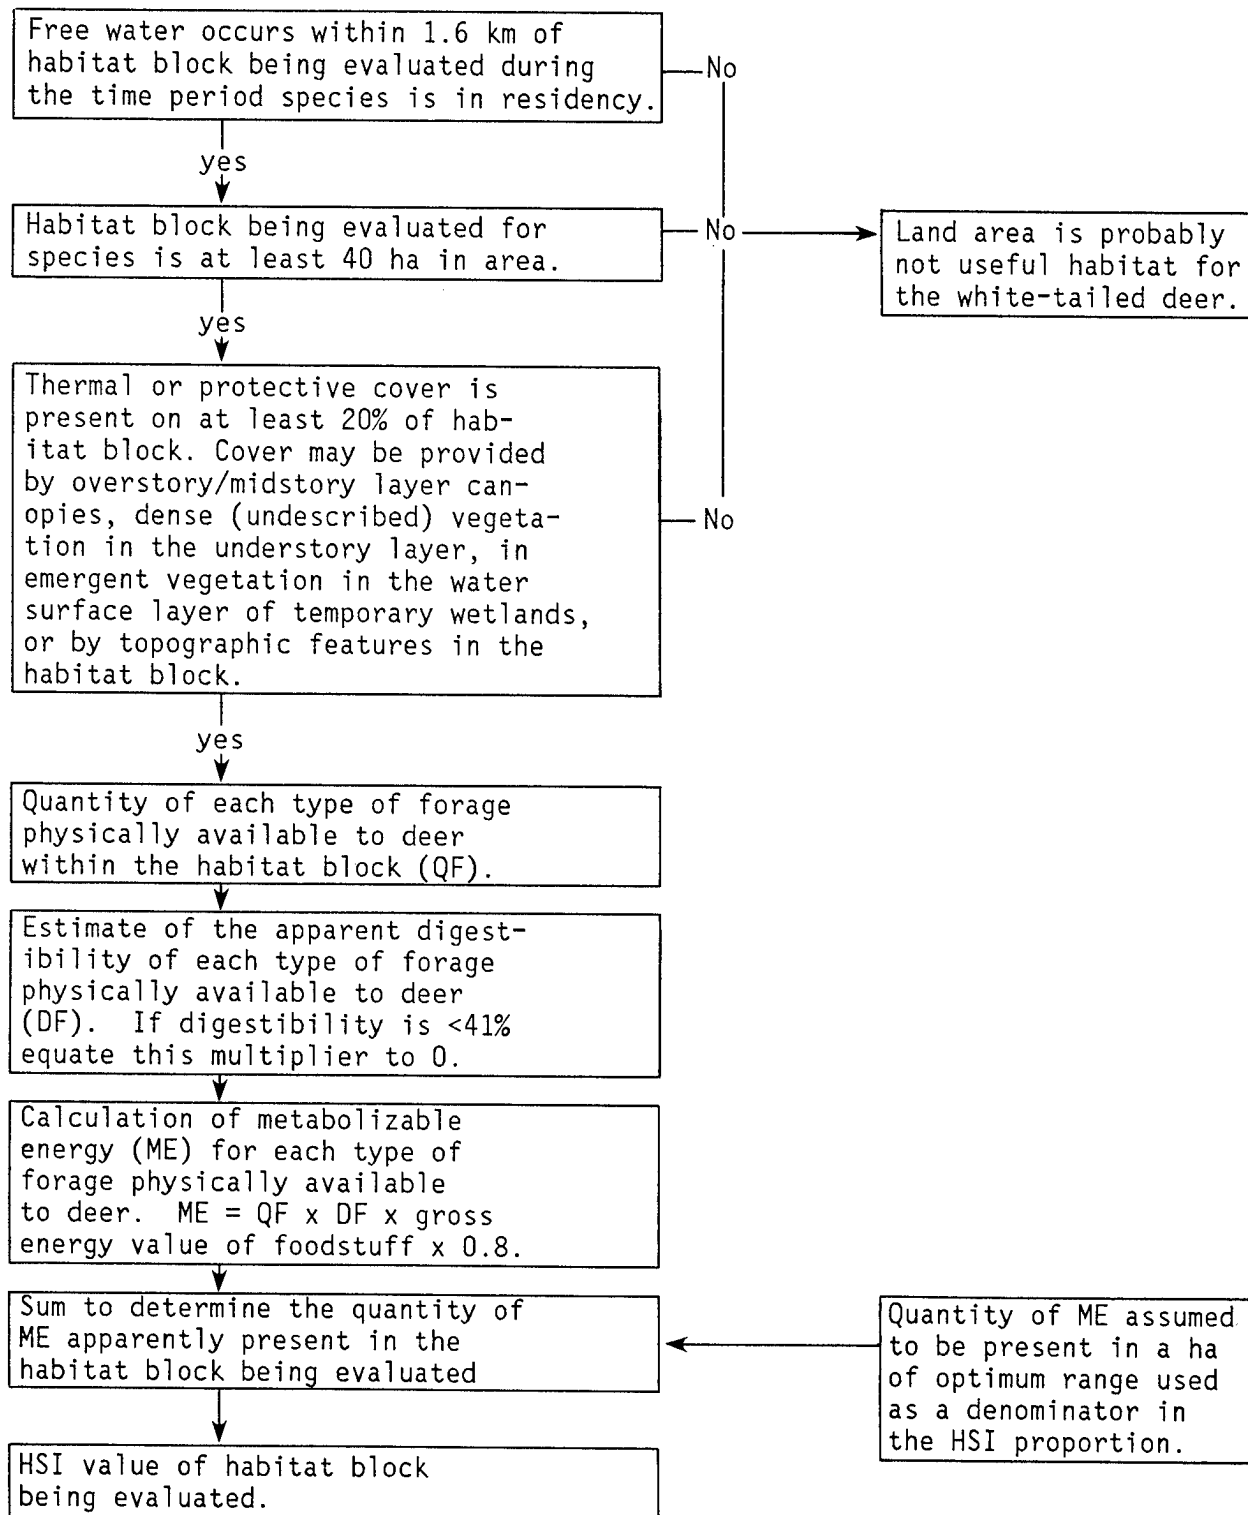 Free water occurs within 1.6 km of
habitat block being evaluated during
the time period species is in residency.
No
yes
Habitat block being evaluated for
species is at least 40 ha in area.
No
Land area is probably
not useful habitat for
the white-tailed deer.
yes
Thermal or protective cover is
present on at least 20% of hab-
itat block. Cover may be provided
by overstory/midstory layer can-
opies, dense (undescribed) vegeta-
tion in the understory layer, in
emergent vegetation in the water
surface layer of temporary wetlands,
or by topographic features in the
habitat block.
No
yes
Quantity of each type of forage
physically available to deer
within the habitat block (QF).
Estimate of the apparent digest-
ibility of each type of forage
physically available to deer
(DF).  If digestibility is <41%
equate this multiplier to 0.
Calculation of metabolizable
energy (ME) for each type of
forage physically available
to deer.  ME = QF x DF x gross
energy value of foodstuff x 0.8.
Sum to determine the quantity of
ME apparently present in the
habitat block being evaluated
Quantity of ME assumed
to be present in a ha
of optimum range used
as a denominator in
the HSI proportion.
HSI value of habitat block
being evaluated.